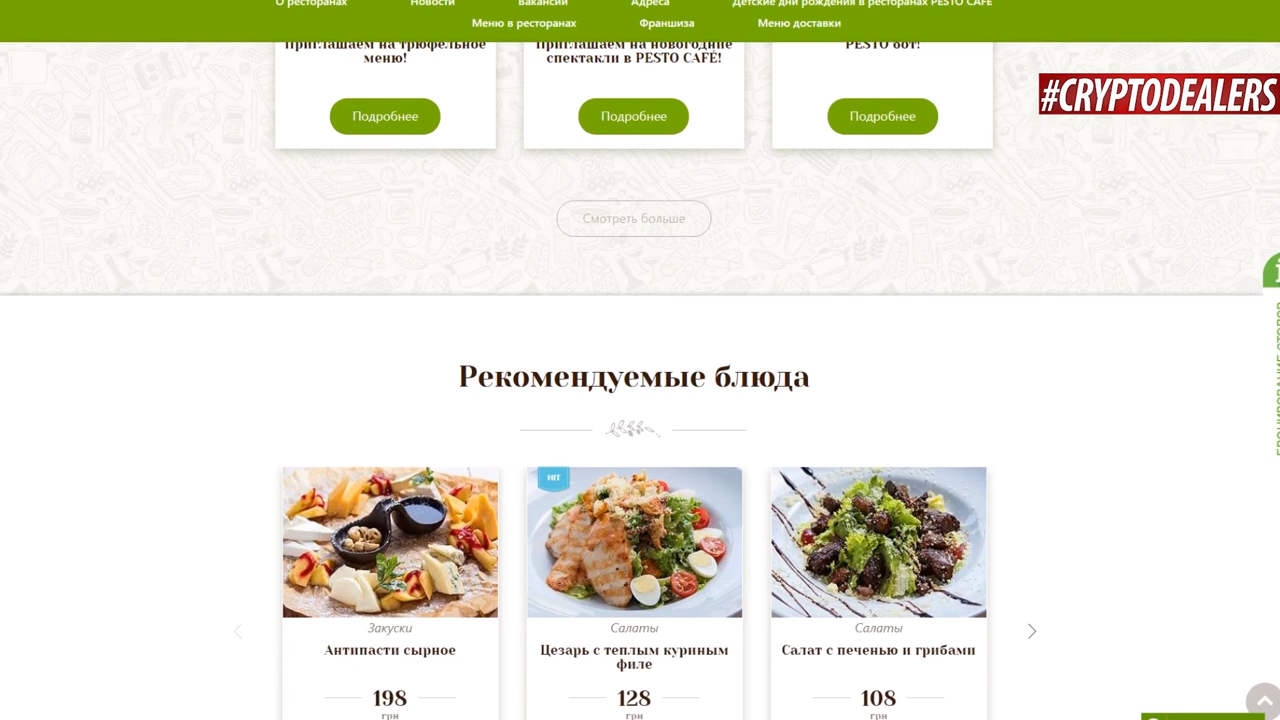 О ресторанах Новости Вакансии Адреса Детские дни рождения в ресторанах PESTO CAFE
Меню в ресторанах Франшиза Меню доставки
Приглашаем на трюфельное
меню!
Приглашаем на новогодние
спектакли в PESTO CAFE!
PESTO бот!
#CRYPTODEALERS
Подробнее
Подробнее
Подробнее
Смотреть больше
Рекомендуемые блюда
Закуски
Антипасти сырное
198
грн
HIT
Салаты
Цезарь с теплым куриным
филе
128
грн
Салаты
Салат с печенью и грибами
108
грн